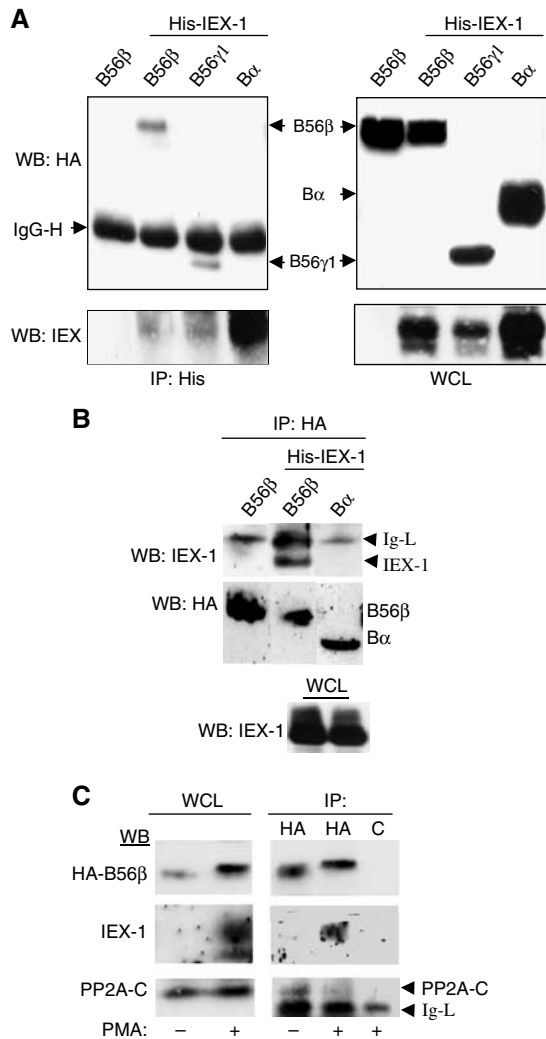 A
His-IEX-1
His-IEX-1
B56β
B56β
B56γ1
Bα
B56β
B56β
B56γ1
Bα
WB: HA
B56β
Bα
IgG-H
B56γ1
WB: IEX
IP: His
WCL
B
IP: HA
His-IEX-1
B56β
B56β
Bα
WB: IEX-1
Ig-L
IEX-1
WB: HA
B56β
Bα
WCL
WB: IEX-1
C
WCL
IP:
WB
HA
HA
C
HA-B56β
IEX-1
PP2A-C
PP2A-C
Ig-L
PMA:
–
+
–
+
+